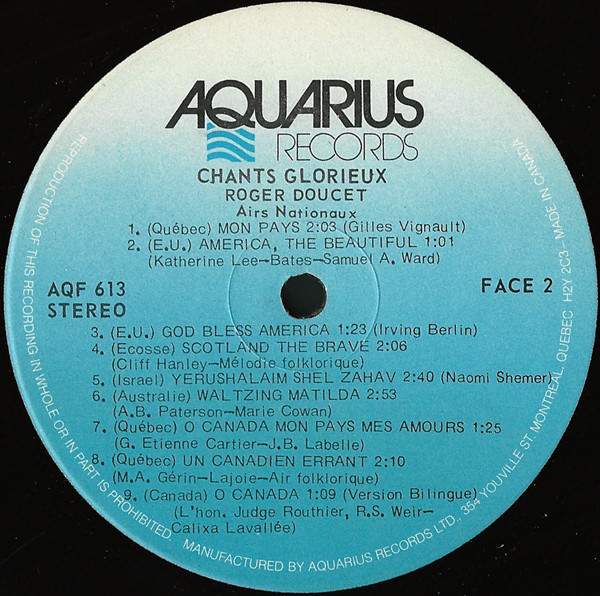 AQUARIUS
RECORDS
CHANTS GLORIEUX
ROGER DOUCET
Airs Nationaux
1. (Québec) MON PAYS 2:03 (Gilles Vignault)
2. (E.U.) AMERICA, THE BEAUTIFUL 1:01
(Katherine Lee-Bates-Samuel A. Ward)
AQF 613
STEREO
FACE 2
3. (E.U.) GOD BLESS AMERICA 1:23 (Irving Berlin)
4. (Ecosse) SCOTLAND THE BRAVE 2:06
(Cliff Hanley-Mélodie folklorique)
5. (Israel) YERUSHALAIM SHEL ZAHAV 2:40 (Naomi Shemer)
6. (Australie) WALTZING MATILDA 2:53
(A.B. Paterson-Marie Cowan)
7. (Québec) O CANADA MON PAYS MES AMOURS 1:25
(G. Etienne Cartier-J.B. Labelle)
8. (Québec) UN CANADIEN ERRANT 2:10
(M.A. Gérin-Lajoie-Air folklorique)
9. (Canada) O CANADA 1:09 (Version Bilingue)
(L'hon. Judge Routhier, R.S. Weir-
Calixa Lavallée)
REPRODUCTION OF THIS RECORDING IN WHOLE OR IN PART IS PROHIBITED. MANUFACTURED BY AQUARIUS RECORDS LTD., 354 YOUVILLE ST. MONTREAL, QUEBEC H2Y 2C3-MADE IN CANADA